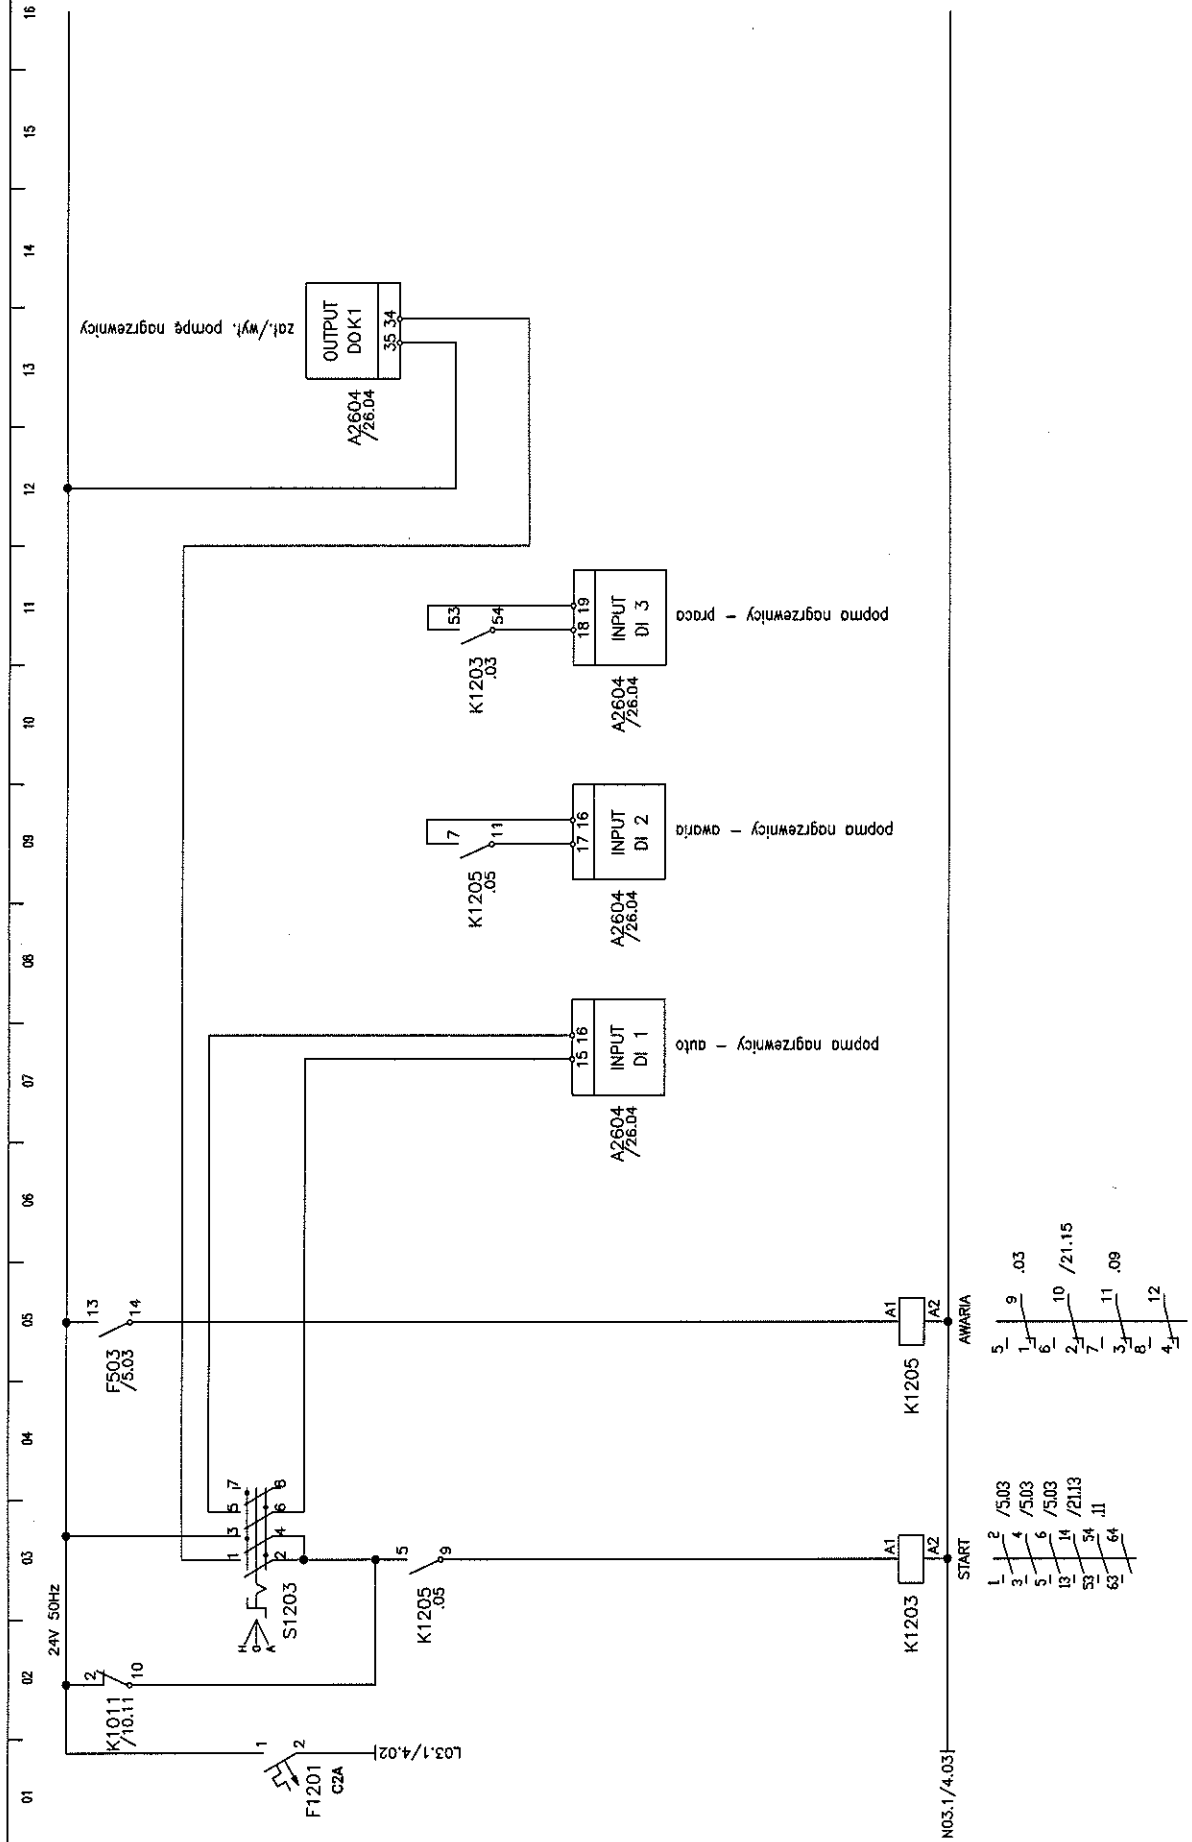 01 02 03 04 05 06 07 08 09 10 11 12 13 14 15 16
24V 50Hz
F1201
C2A
1
2
L03.1/4.02
K1011
/10.11
2
10
S1203
H
O
A
1 3 5 7
2 4 6 8
K1205
.05
5
9
F503
/5.03
13
14
A2604
/26.04
15 16
INPUT
DI 1
popma nagrzewnicy – auto
K1205
.05
7
11
A2604
/26.04
17 16
INPUT
DI 2
popma nagrzewnicy – awaria
K1203
.03
53
54
A2604
/26.04
18 19
INPUT
DI 3
popma nagrzewnicy – praca
zał./wył. pompę nagrzewnicy
OUTPUT
DOK1
35 34
A2604
/26.04
K1203
A1
A2
K1205
A1
A2
N03.1/4.03
START
1 2 /5.03
3 4 /5.03
5 6 /5.03
13 14 /21.13
53 54 .11
63 64
AWARIA
5 1 9 .03
6 2 10 /21.15
7 3 11 .09
8 4 12